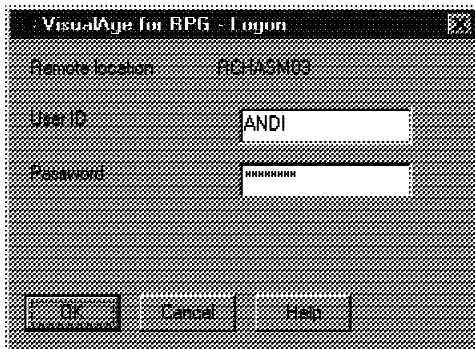 VisualAge for RPG - Logon
Remote location RCHASM03
User ID ANDI
Password *********
OK Cancel Help